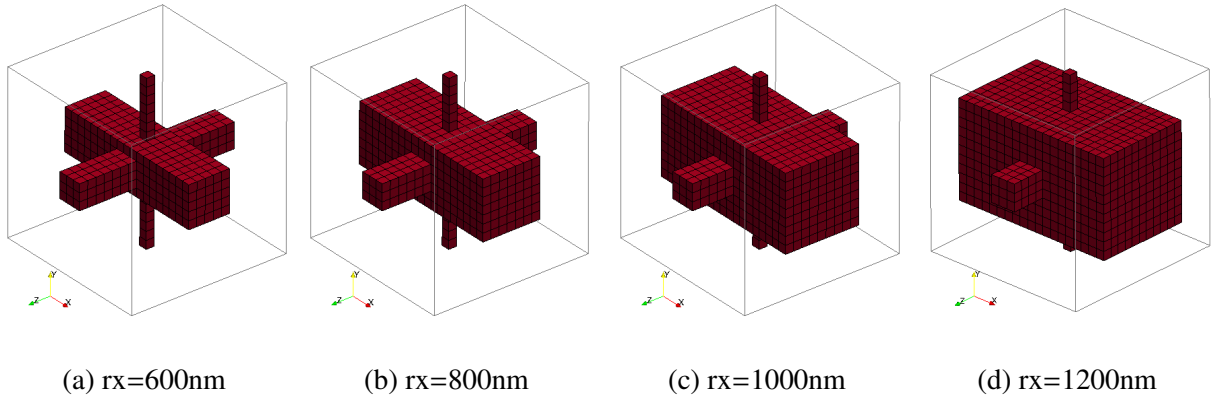 Y
Z
X
Y
Z
X
Y
Z
X
Y
Z
X
(a) rx=600nm
(b) rx=800nm
(c) rx=1000nm
(d) rx=1200nm